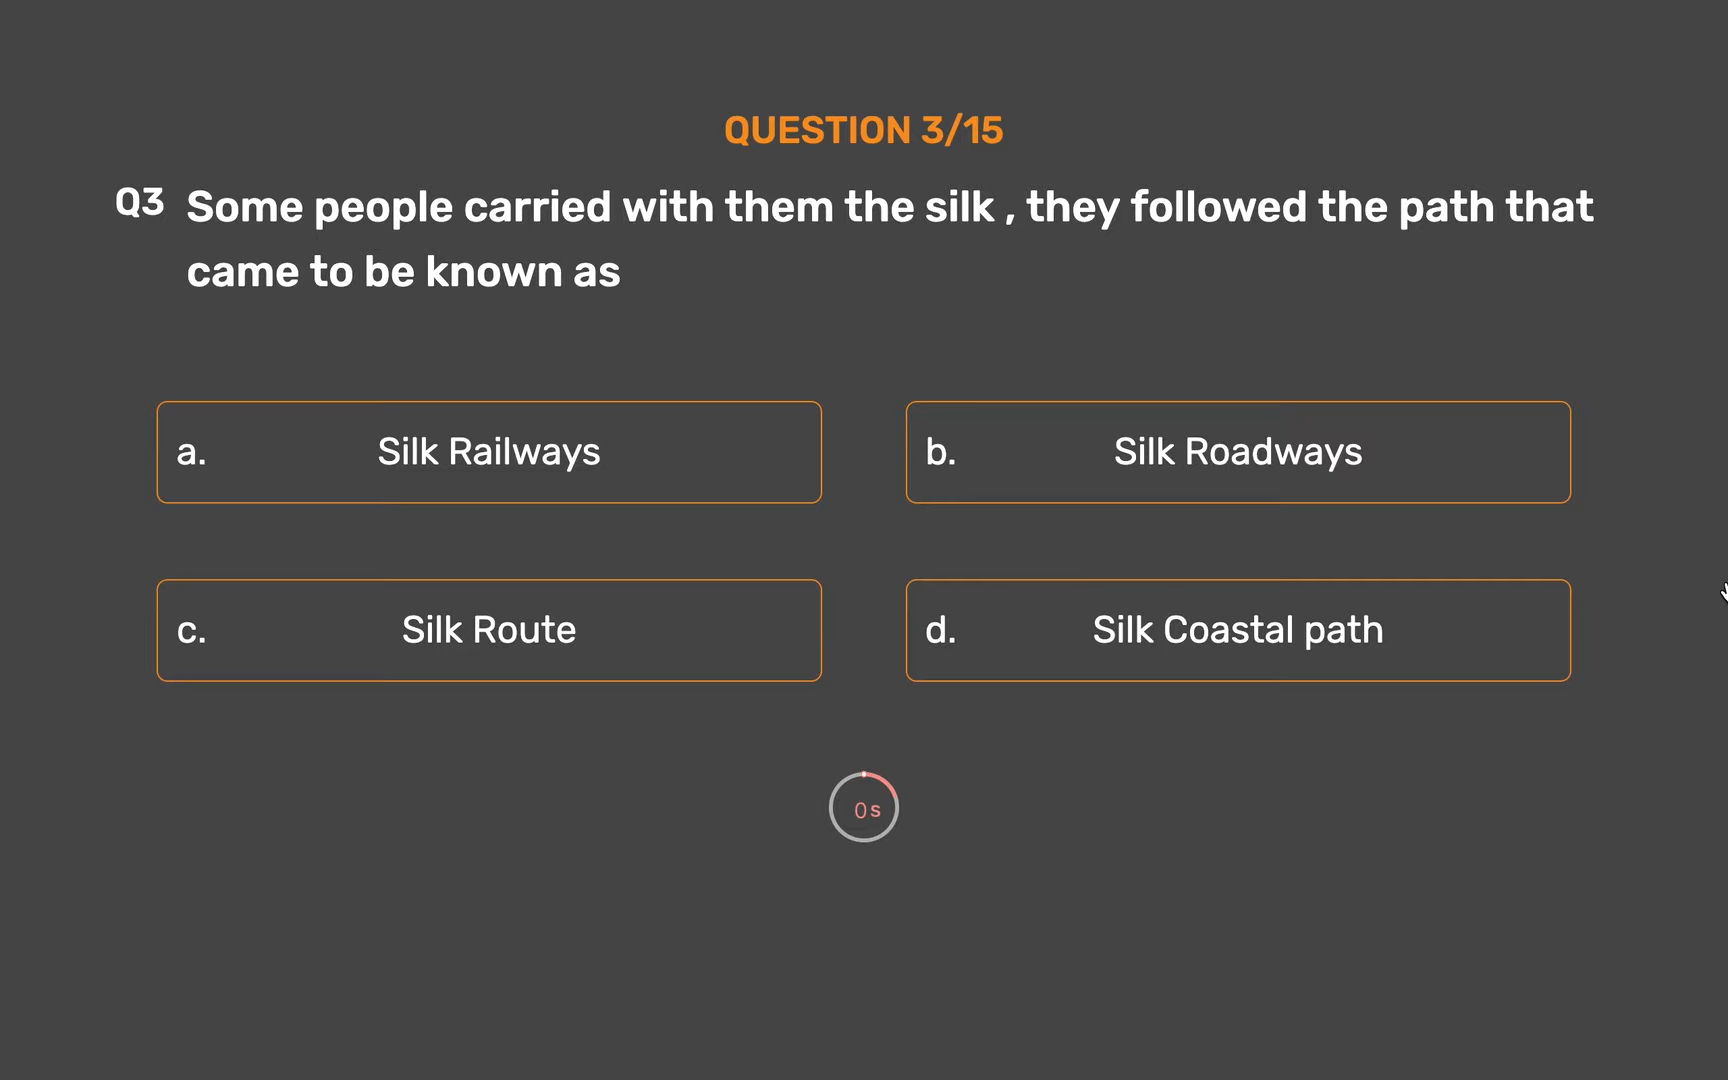 QUESTION 3/15
Q3 Some people carried with them the silk , they followed the path that
came to be known as
a. Silk Railways
b. Silk Roadways
c. Silk Route
d. Silk Coastal path
0 s